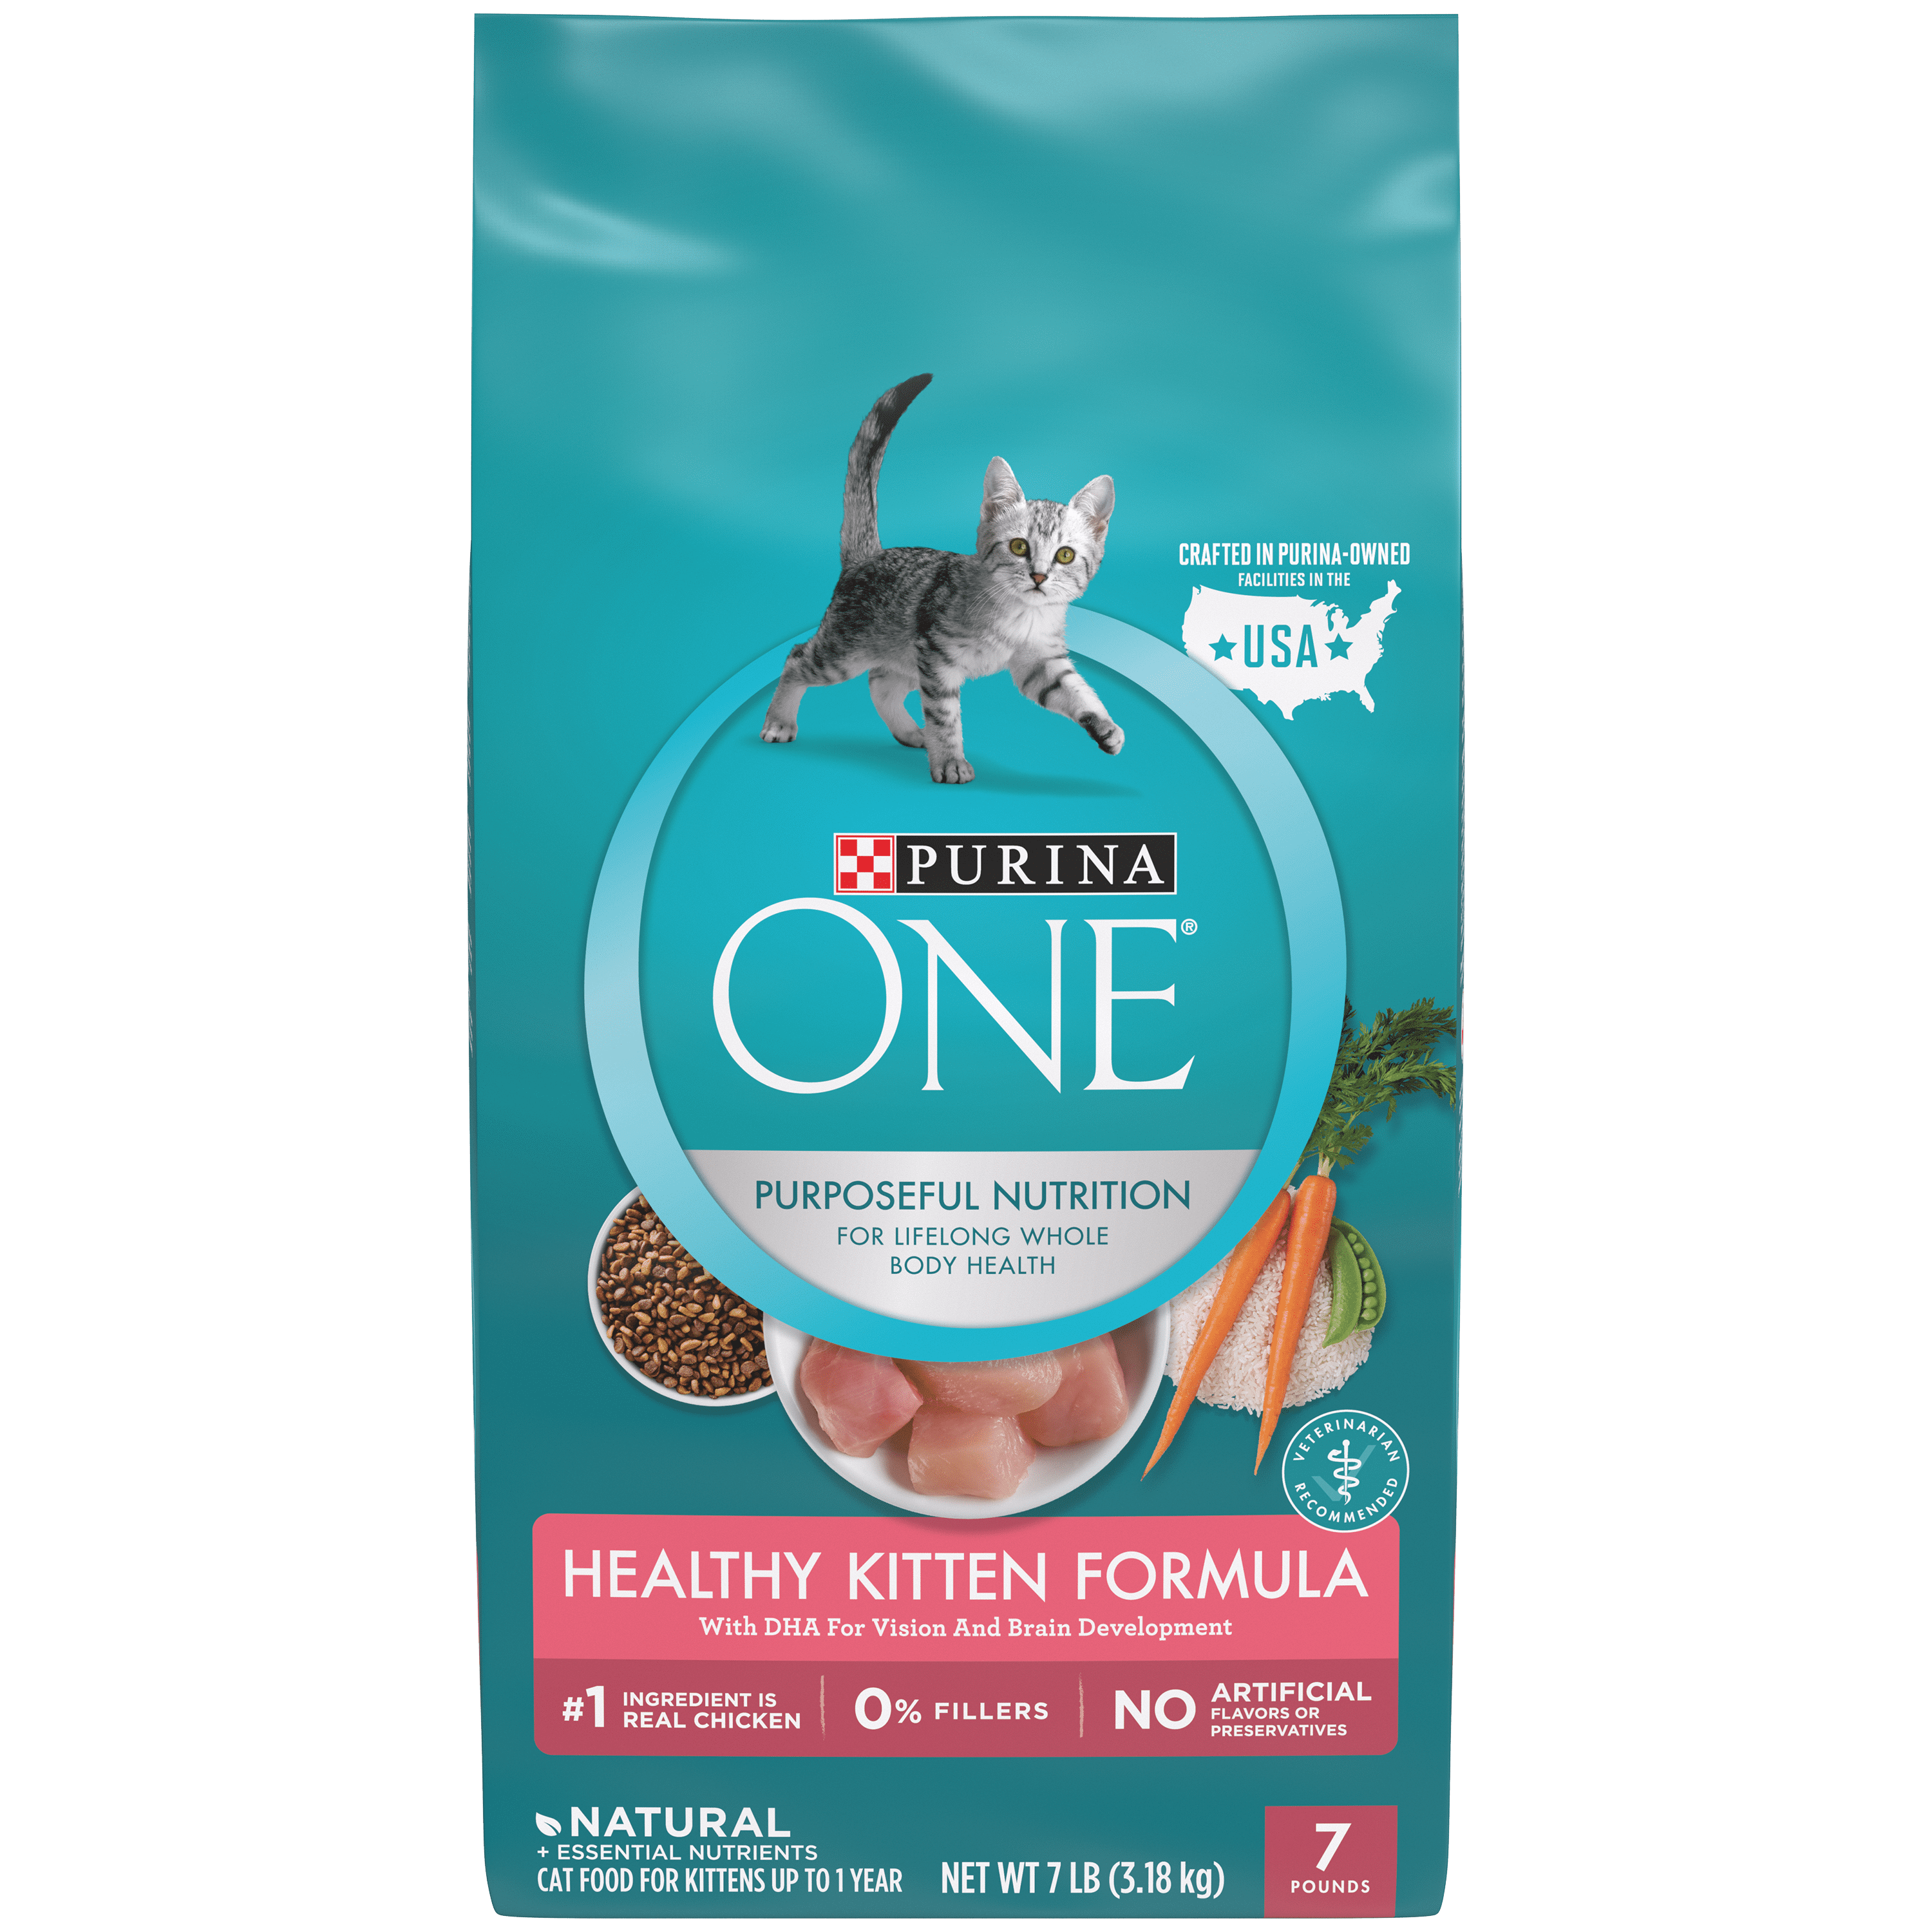 CRAFTED IN PURINA-OWNED
FACILITIES IN THE
USA
PURINA
ONE®
PURPOSEFUL NUTRITION
FOR LIFELONG WHOLE
BODY HEALTH
VETERINARIAN
RECOMMENDED
HEALTHY KITTEN FORMULA
With DHA For Vision And Brain Development
#1 INGREDIENT IS
REAL CHICKEN
0% FILLERS
NO ARTIFICIAL
FLAVORS OR
PRESERVATIVES
NATURAL
+ ESSENTIAL NUTRIENTS
CAT FOOD FOR KITTENS UP TO 1 YEAR
NET WT 7 LB (3.18 kg)
7
POUNDS